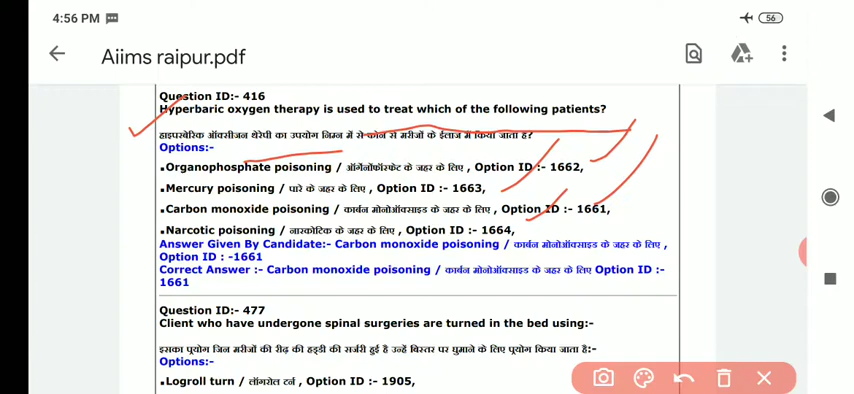 4:56 PM
56
Aiims raipur.pdf
Question ID:- 416
Hyperbaric oxygen therapy is used to treat which of the following patients?
हाइपरबेरिक ऑक्सीजन थेरेपी का उपयोग निम्न में से कौन से मरीजों के ईलाज में किया जाता है?
Options:-
Organophosphate poisoning / ऑर्गेनोफॉस्फेट के जहर के लिए , Option ID :- 1662,
Mercury poisoning / पारे के जहर के लिए , Option ID :- 1663,
Carbon monoxide poisoning / कार्बन मोनोऑक्साइड के जहर के लिए , Option ID :- 1661,
Narcotic poisoning / नारकोटिक के जहर के लिए , Option ID :- 1664,
Answer Given By Candidate:- Carbon monoxide poisoning / कार्बन मोनोऑक्साइड के जहर के लिए ,
Option ID : -1661
Correct Answer :- Carbon monoxide poisoning / कार्बन मोनोऑक्साइड के जहर के लिए Option ID :-
1661
Question ID:- 477
Client who have undergone spinal surgeries are turned in the bed using:-
इसका प्रयोग जिन मरीजों की रीढ़ की हड्डी की सर्जरी हुई है उन्हें बिस्तर पर घुमाने के लिए प्रयोग किया जाता है:-
Options:-
Logroll turn / लॉगरोल टर्न , Option ID :- 1905,